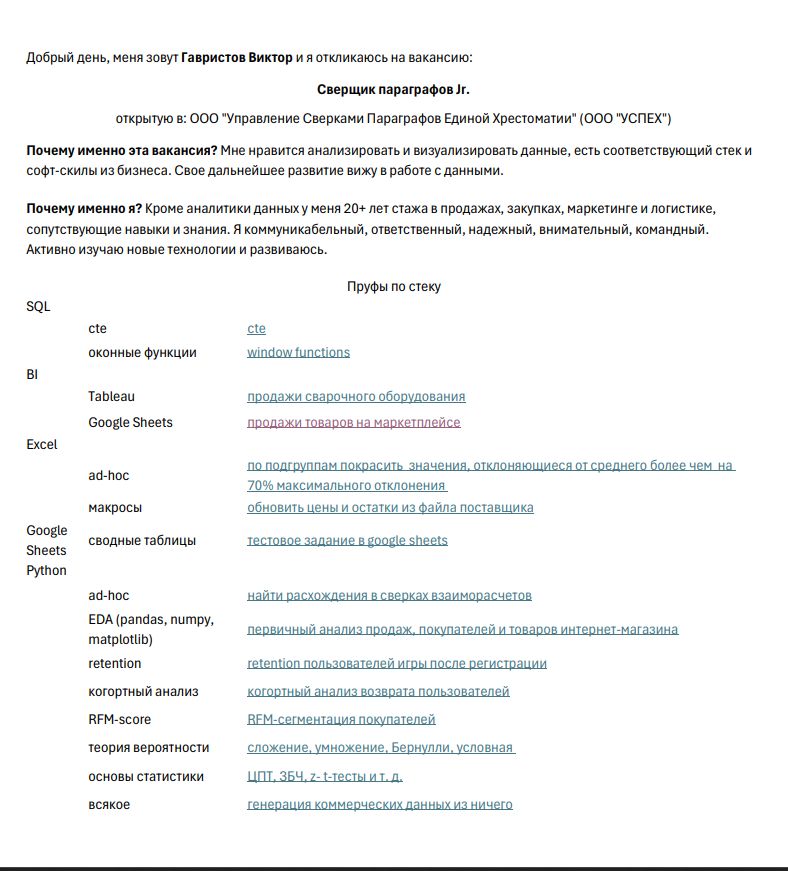 Добрый день, меня зовут Гавристов Виктор и я откликаюсь на вакансию:
Сверщик параграфов Jr.
открытую в: ООО "Управление Сверками Параграфов Единой Хрестоматии" (ООО "УСПЕХ")
Почему именно эта вакансия? Мне нравится анализировать и визуализировать данные, есть соответствующий стек и
софт-скилы из бизнеса. Свое дальнейшее развитие вижу в работе с данными.
Почему именно я? Кроме аналитики данных у меня 20+ лет стажа в продажах, закупках, маркетинге и логистике,
сопутствующие навыки и знания. Я коммуникабельный, ответственный, надежный, внимательный, командный.
Активно изучаю новые технологии и развиваюсь.
Пруфы по стеку
SQL
cte cte
оконные функции window functions
BI
Tableau продажи сварочного оборудования
Google Sheets продажи товаров на маркетплейсе
Excel
ad-hoc по подгруппам покрасить значения, отклоняющиеся от среднего более чем на
70% максимального отклонения
макросы обновить цены и остатки из файла поставщика
Google
Sheets сводные таблицы тестовое задание в google sheets
Python
ad-hoc найти расхождения в сверках взаиморасчетов
EDA (pandas, numpy,
matplotlib) первичный анализ продаж, покупателей и товаров интернет-магазина
retention retention пользователей игры после регистрации
когортный анализ когортный анализ возврата пользователей
RFM-score RFM-сегментация покупателей
теория вероятности сложение, умножение, Бернулли, условная
основы статистики ЦПТ, ЗБЧ, z- t-тесты и т. д.
всякое генерация коммерческих данных из ничего